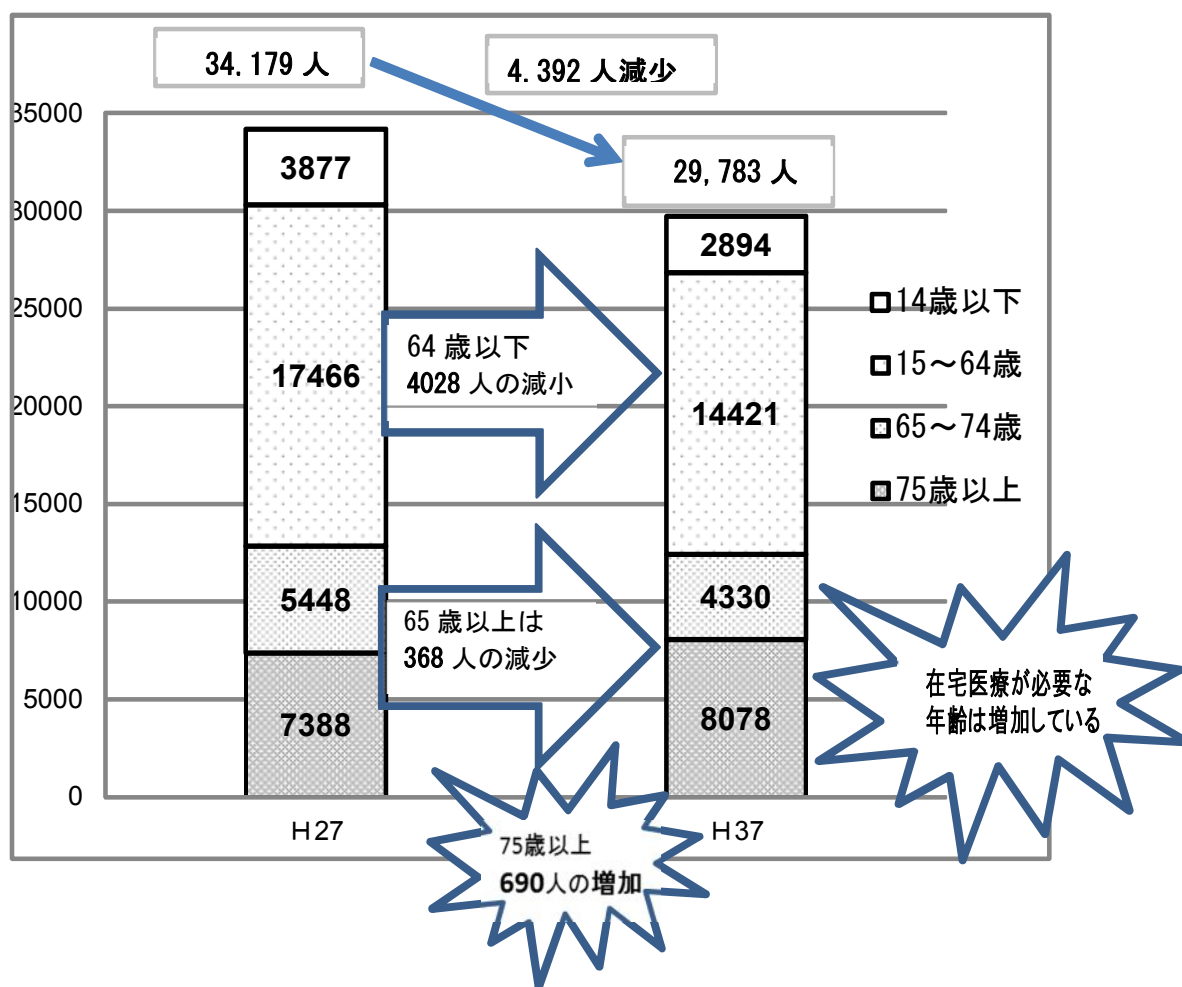 34.179 人
4.392 人減少
35000
3877
29,783 人
30000
2894
25000
14歳以下
64 歳以下
4028 人の減小
15～64歳
17466
14421
20000
65～74歳
75歳以上
15000
10000
5448
65 歳以上は
368 人の減少
4330
在宅医療が必要な
年齢は増加している
5000
7388
8078
0
H27
H37
75歳以上
690人の増加